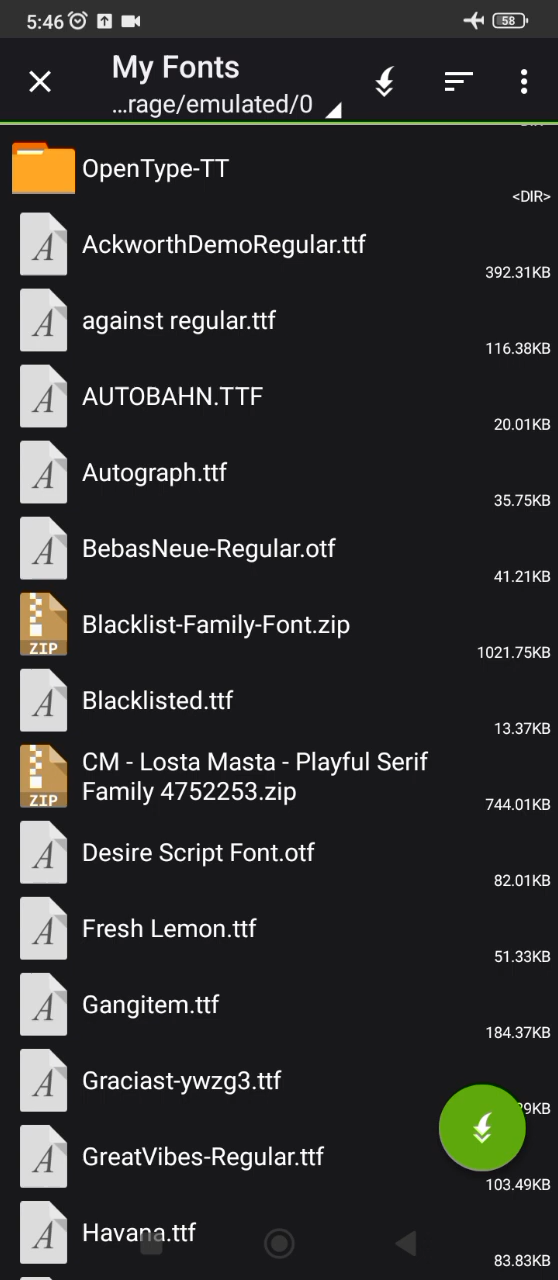 5:46
58
My Fonts
...rage/emulated/0
OpenType-TT
<DIR>
AckworthDemoRegular.ttf
392.31KB
against regular.ttf
116.38KB
AUTOBAHN.TTF
20.01KB
Autograph.ttf
35.75KB
BebasNeue-Regular.otf
41.21KB
ZIP
Blacklist-Family-Font.zip
1021.75KB
Blacklisted.ttf
13.37KB
CM - Losta Masta - Playful Serif
Family 4752253.zip
ZIP
744.01KB
Desire Script Font.otf
82.01KB
Fresh Lemon.ttf
51.33KB
Gangitem.ttf
184.37KB
Graciast-ywzg3.ttf
GreatVibes-Regular.ttf
103.49KB
Havana.ttf
83.83KB